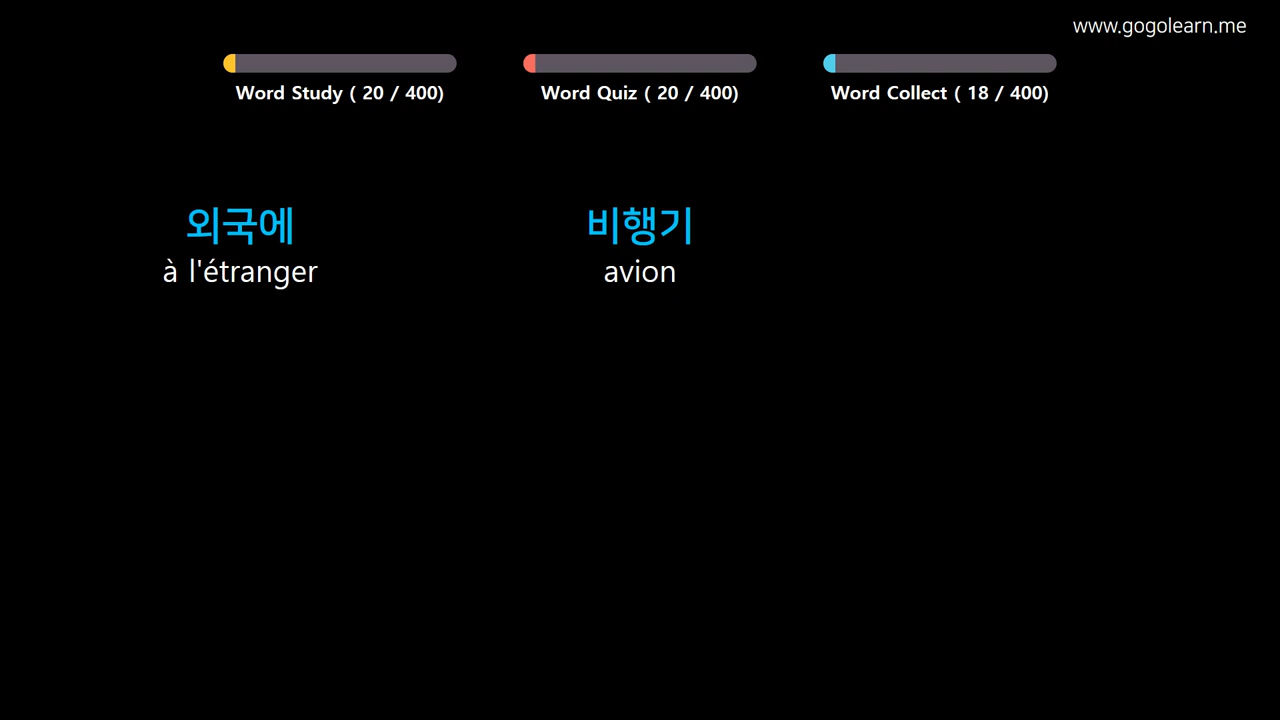 www.gogolearn.me
Word Study ( 20 / 400)
Word Quiz ( 20 / 400)
Word Collect ( 18 / 400)
외국에
à l'étranger
비행기
avion